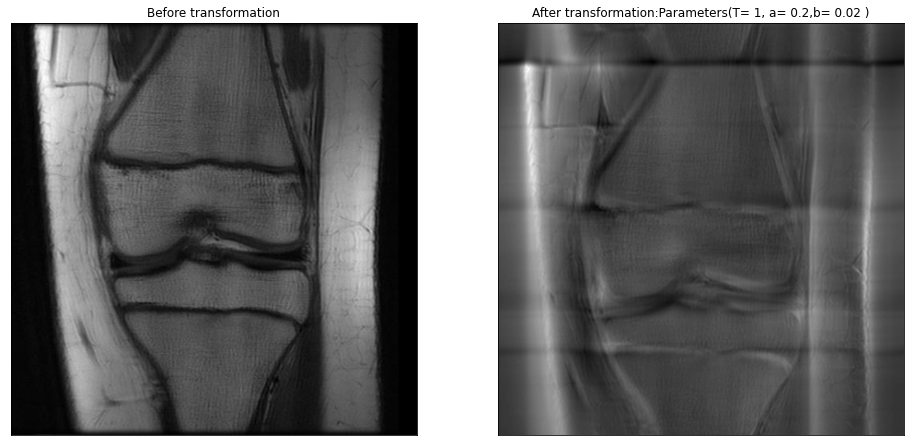 Before transformation
After transformation:Parameters(T= 1, a= 0.2,b= 0.02 )